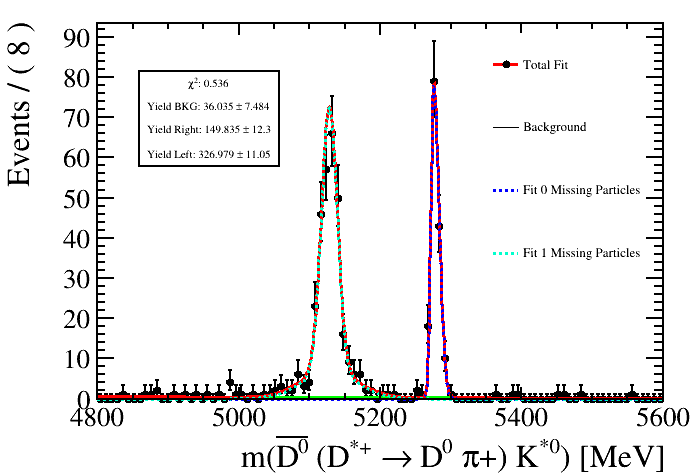 Events / ( 8 )
90
80
70
60
50
40
30
20
10
0
χ²: 0.536
Yield BKG: 36.035 ± 7.484
Yield Right: 149.835 ± 12.3
Yield Left: 326.979 ± 11.05
Total Fit
Background
Fit 0 Missing Particles
Fit 1 Missing Particles
4800 5000 5200 5400 5600
m(D̅⁰ (D*⁺ → D⁰ π+) K*⁰) [MeV]